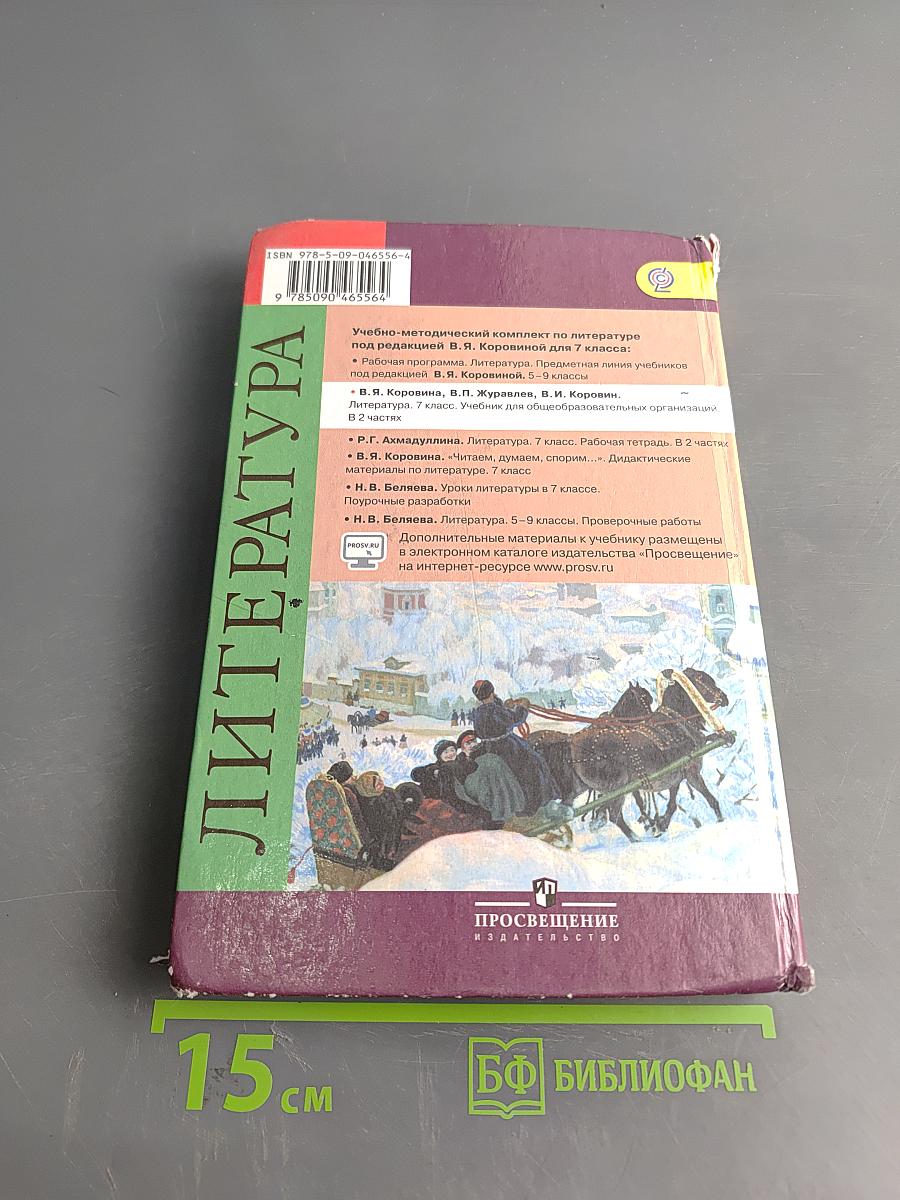 ISBN 978-5-09-046556-4
9 785090 465564
ЛИТЕРАТУРА
Учебно-методический комплект по литературе
под редакцией В.Я. Коровиной для 7 класса:
• Рабочая программа. Литература. Предметная линия учебников
под редакцией В.Я. Коровиной. 5–9 классы
• В.Я. Коровина, В.П. Журавлев, В.И. Коровин.
Литература. 7 класс. Учебник для общеобразовательных организаций
В 2 частях
• Р.Г. Ахмадуллина. Литература. 7 класс. Рабочая тетрадь. В 2 частях
• В.Я. Коровина. «Читаем, думаем, спорим...». Дидактические
материалы по литературе. 7 класс
• Н.В. Беляева. Уроки литературы в 7 классе.
Поурочные разработки
• Н.В. Беляева. Литература. 5–9 классы. Проверочные работы
PROSV.RU
Дополнительные материалы к учебнику размещены
в электронном каталоге издательства «Просвещение»
на интернет-ресурсе www.prosv.ru
ИП
ПРОСВЕЩЕНИЕ
ИЗДАТЕЛЬСТВО
15 см
БФ БИБЛИОФАН